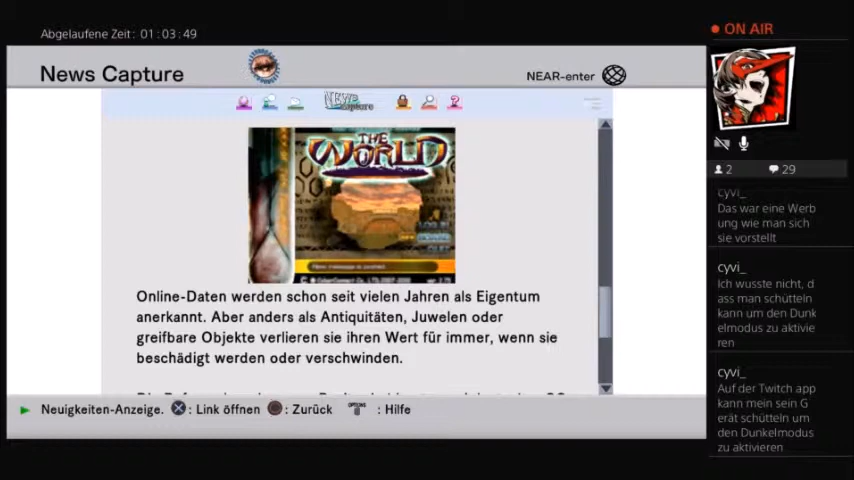 Abgelaufene Zeit: 01:03:49
ON AIR
News Capture
NEAR-enter
NEWS
capture
THE
WORLD
Online-Daten werden schon seit vielen Jahren als Eigentum
anerkannt. Aber anders als Antiquitäten, Juwelen oder
greifbare Objekte verlieren sie ihren Wert für immer, wenn sie
beschädigt werden oder verschwinden.
Neuigkeiten-Anzeige. : Link öffnen : Zurück OPTIONS : Hilfe
2 29
cyvi_
Das war eine Werb
ung wie man sich
sie vorstellt
cyvi_
Ich wusste nicht, d
ass man schütteln
kann um den Dunk
elmodus zu aktivie
ren
cyvi_
Auf der Twitch app
kann mein sein G
erät schütteln um
den Dunkelmodus
zu aktivieren